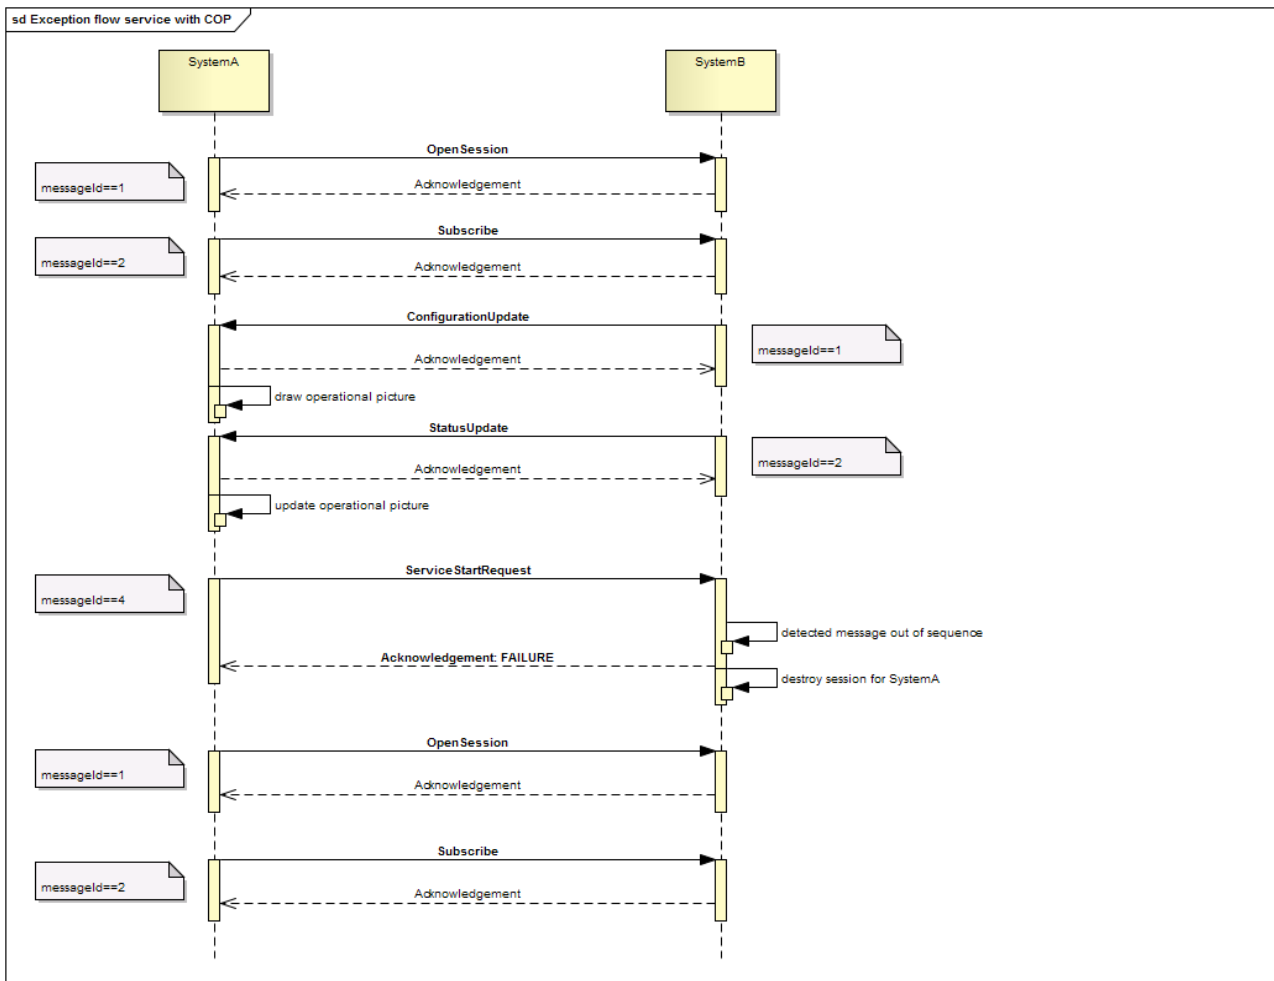 sd Exception flow service with COP
SystemA
SystemB
OpenSession
messageId==1
Acknowledgement
Subscribe
messageId==2
Acknowledgement
ConfigurationUpdate
messageId==1
Acknowledgement
draw operational picture
StatusUpdate
messageId==2
Acknowledgement
update operational picture
ServiceStartRequest
messageId==4
detected message out of sequence
Acknowledgement: FAILURE
destroy session for SystemA
OpenSession
messageId==1
Acknowledgement
Subscribe
messageId==2
Acknowledgement